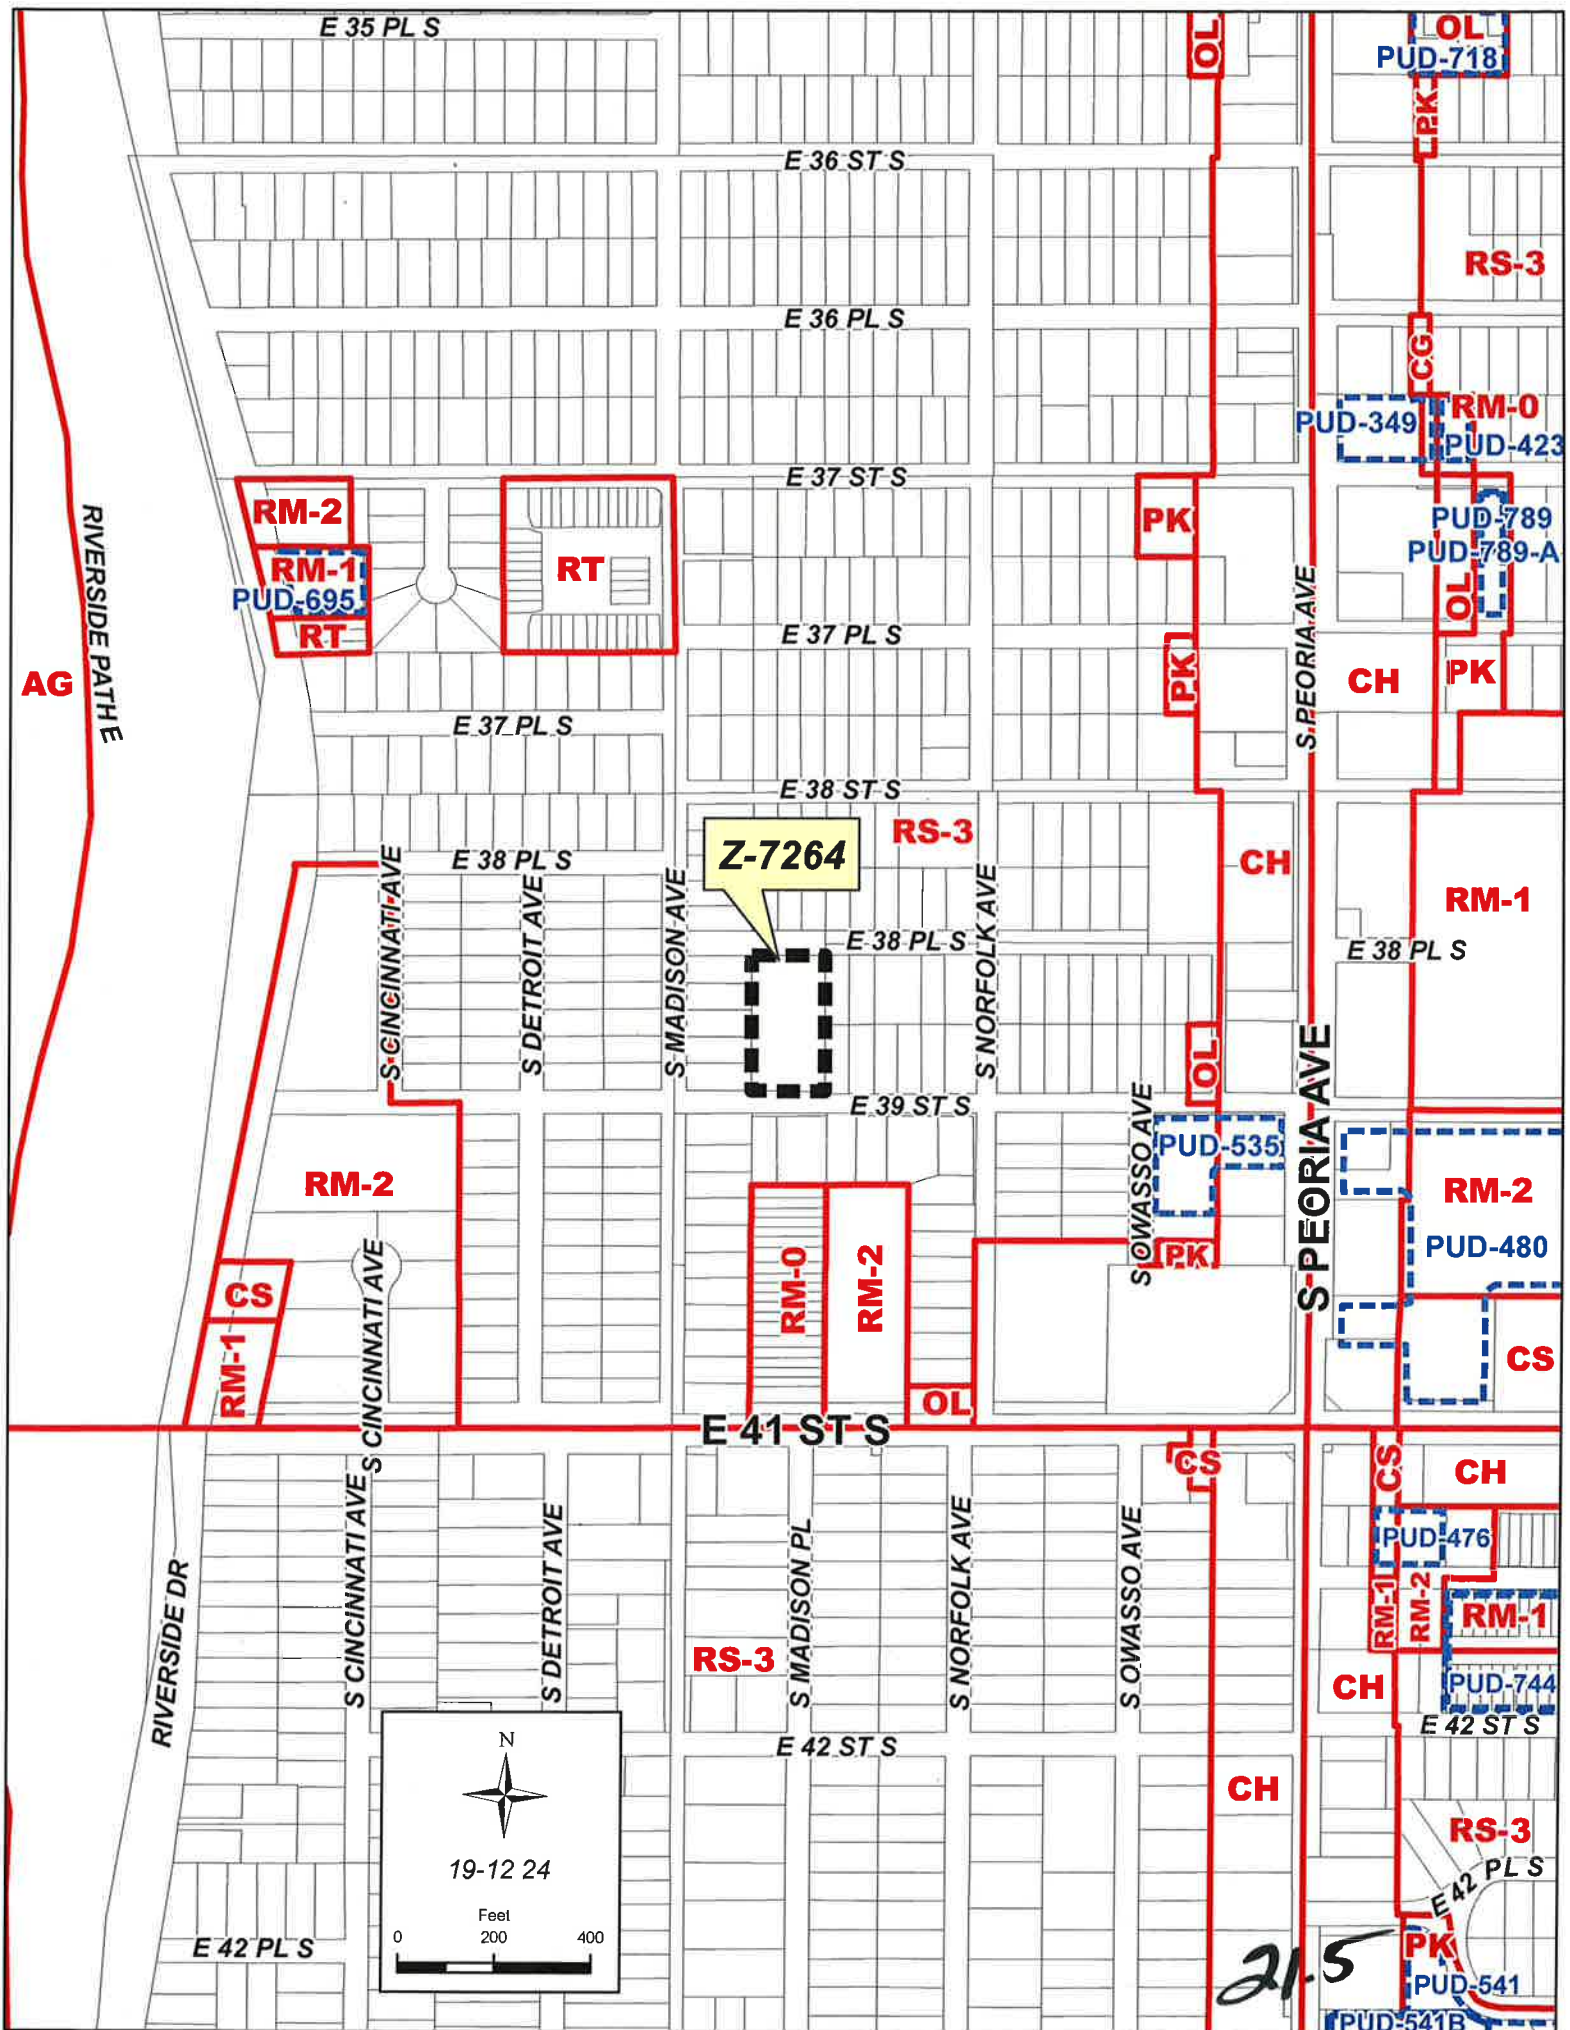 E 35 PL S
OL
OL
PUD-718
PK
E 36 ST S
RS-3
E 36 PL S
CG
RM-0
PUD-349
PUD-423
E 37 ST S
RM-2
PK
PUD-789
PUD-789-A
RM-1
RT
PUD-695
OL
RIVERSIDE PATH E
S PEORIA AVE
RT
E 37 PL S
PK
AG
CH
PK
E 37 PL S
E 38 ST S
RS-3
Z-7264
E 38 PL S
CH
RM-1
S CINCINNATI AVE
S DETROIT AVE
S MADISON AVE
S NORFOLK AVE
E 38 PL S
E 38 PL S
OL
E 39 ST S
S OWASSO AVE
PUD-535
S PEORIA AVE
RM-2
RM-2
PUD-480
PK
CS
RM-0
RM-2
S CINCINNATI AVE
RM-1
CS
OL
E 41 ST S
CS
CS
CH
PUD-476
S CINCINNATI AVE
S DETROIT AVE
S MADISON PL
S NORFOLK AVE
S OWASSO AVE
RM-1
RM-2
RM-1
RIVERSIDE DR
RS-3
CH
PUD-744
E 42 ST S
E 42 ST S
N
CH
RS-3
19-12 24
E 42 PL S
Feet
0 200 400
E 42 PL S
21.5
PK
PUD-541
PUD-541B